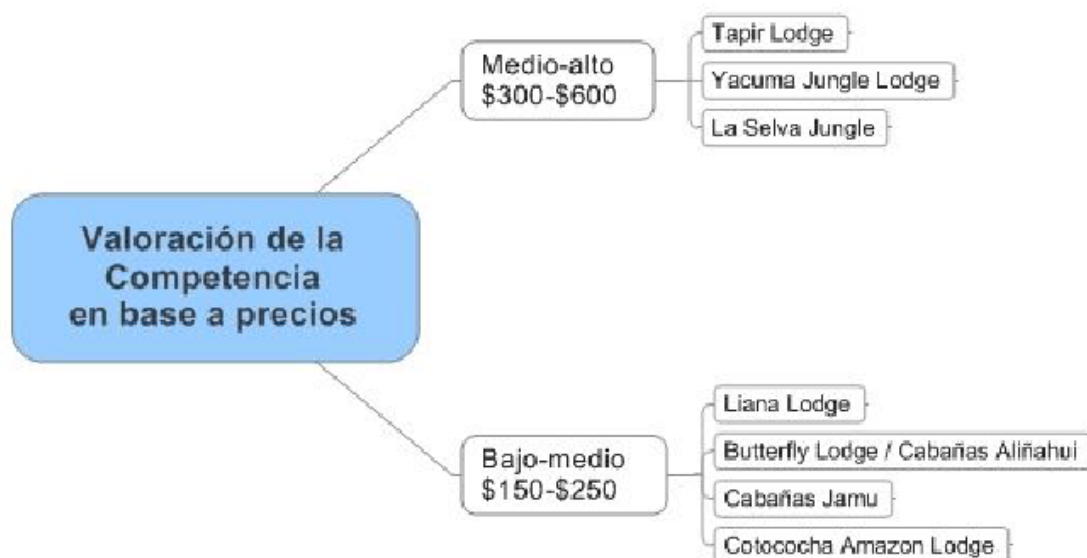 Medio-alto
$300-$600
Tapir Lodge
Yacuma Jungle Lodge
La Selva Jungle
Valoración de la
Competencia
en base a precios
Bajo-medio
$150-$250
Liana Lodge
Butterfly Lodge / Cabañas Aliñahui
Cabañas Jamu
Cotococha Amazon Lodge